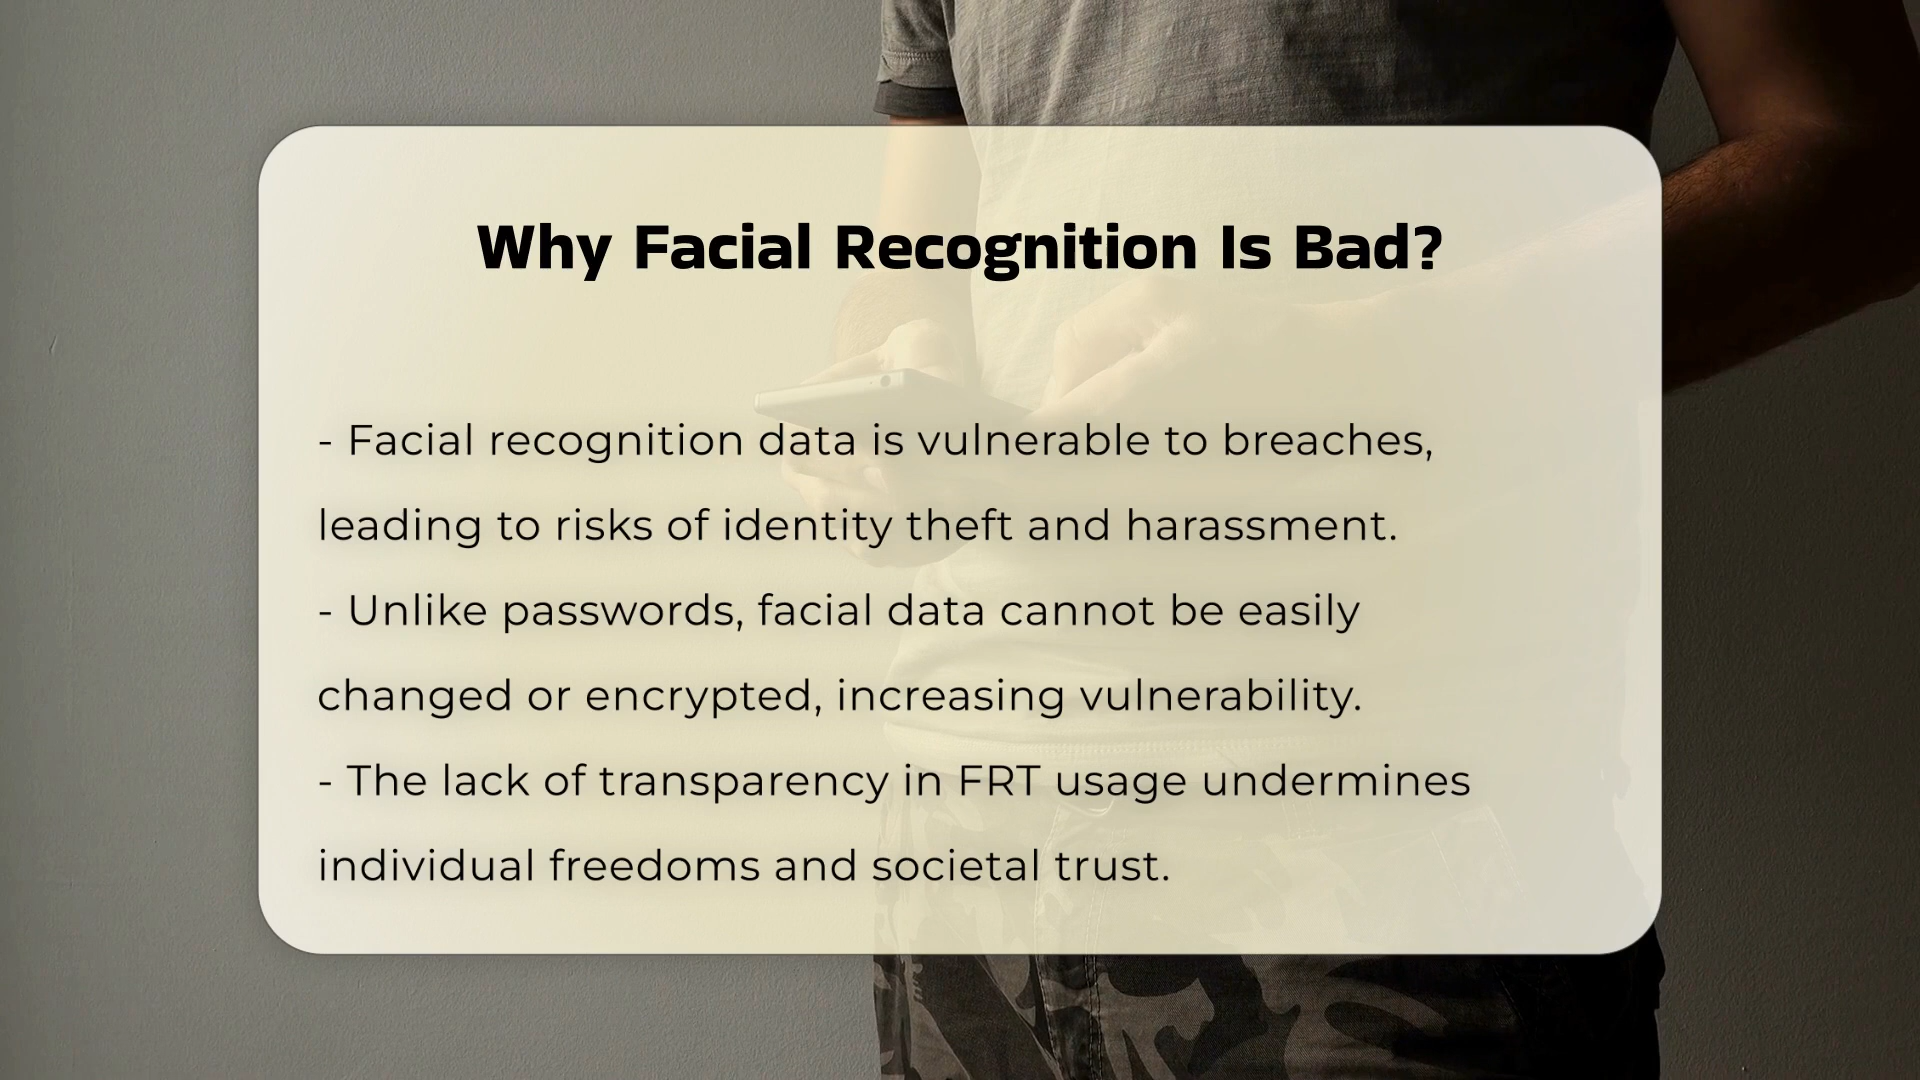 Why Facial Recognition Is Bad?
- Facial recognition data is vulnerable to breaches,
leading to risks of identity theft and harassment.
- Unlike passwords, facial data cannot be easily
changed or encrypted, increasing vulnerability.
- The lack of transparency in FRT usage undermines
individual freedoms and societal trust.